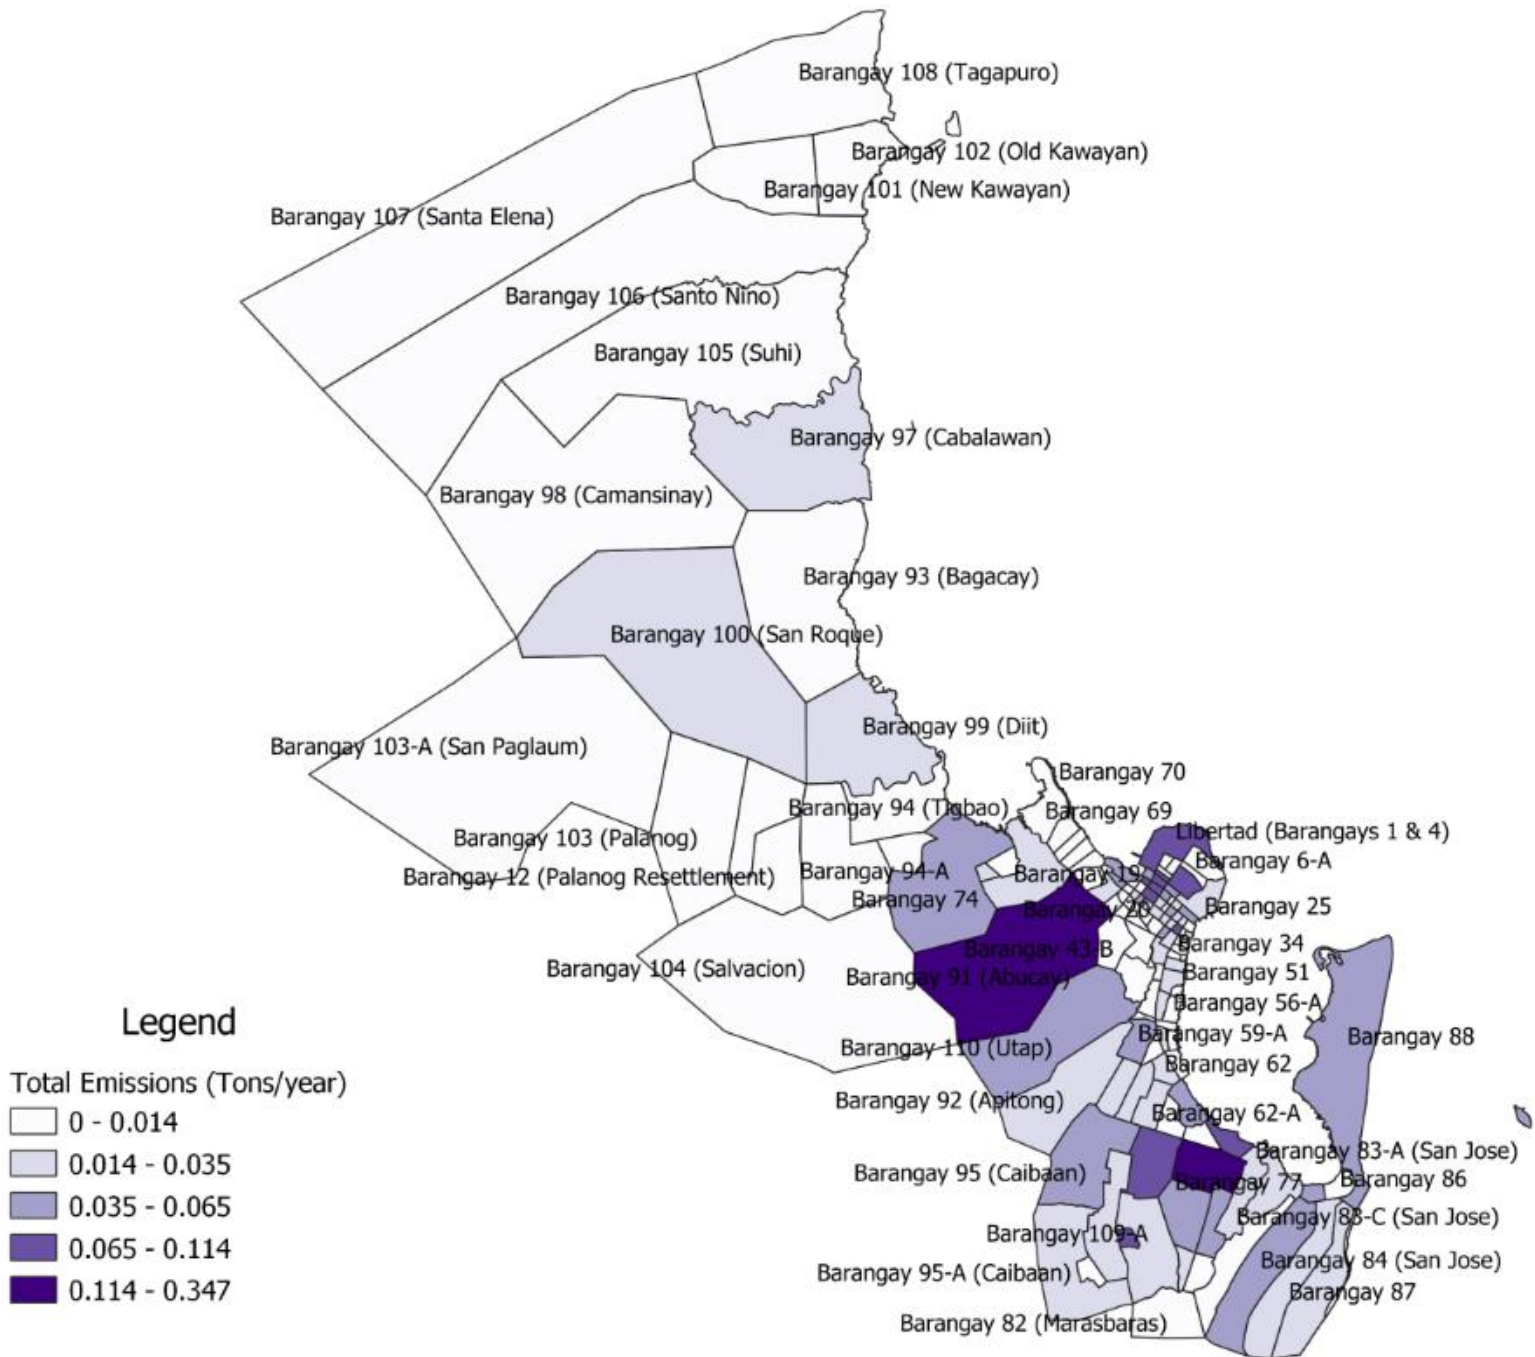 Barangay 108 (Tagapuro)
Barangay 102 (Old Kawayan)
Barangay 101 (New Kawayan)
Barangay 107 (Santa Elena)
Barangay 106 (Santo Nino)
Barangay 105 (Suhi)
Barangay 97 (Cabalawan)
Barangay 98 (Camansinay)
Barangay 93 (Bagacay)
Barangay 100 (San Roque)
Barangay 99 (Diit)
Barangay 103-A (San Paglaum)
Barangay 70
Barangay 94 (Tigbao)
Barangay 69
Libertad (Barangays 1 & 4)
Barangay 103 (Palanog)
Barangay 6-A
Barangay 12 (Palanog Resettlement)
Barangay 94-A
Barangay 19
Barangay 74
Barangay 20
Barangay 25
Barangay 43-B
Barangay 34
Barangay 104 (Salvacion)
Barangay 91 (Abucay)
Barangay 51
Barangay 56-A
Barangay 110 (Utap)
Barangay 59-A
Barangay 88
Barangay 62
Barangay 92 (Apitong)
Barangay 62-A
Barangay 83-A (San Jose)
Barangay 95 (Caibaan)
Barangay 77
Barangay 86
Barangay 83-C (San Jose)
Barangay 109-A
Barangay 84 (San Jose)
Barangay 95-A (Caibaan)
Barangay 87
Barangay 82 (Marasbaras)
Legend
Total Emissions (Tons/year)
0 - 0.014
0.014 - 0.035
0.035 - 0.065
0.065 - 0.114
0.114 - 0.347